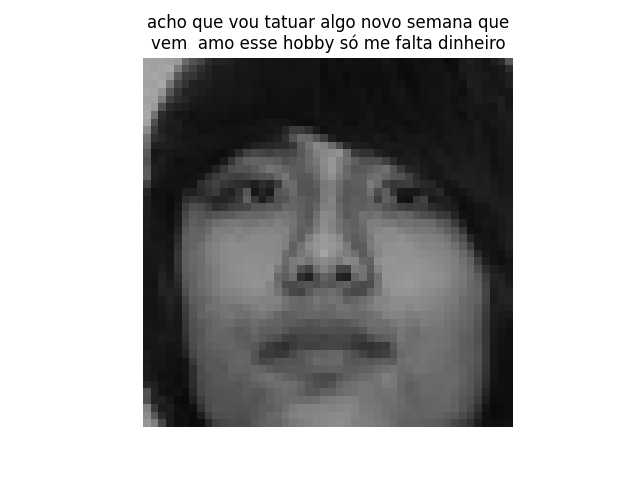 acho que vou tatuar algo novo semana que
vem  amo esse hobby só me falta dinheiro